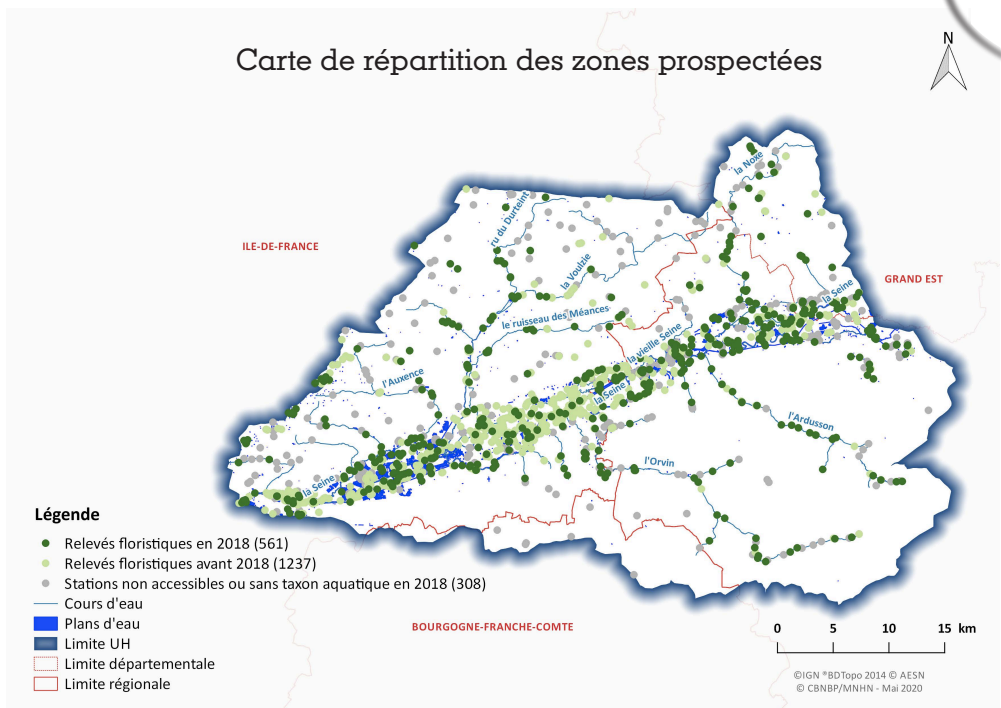 Carte de répartition des zones prospectées
N
la Noxe
ru du Durteint
ILE-DE-FRANCE
la Voulzie
GRAND EST
la Seine
le ruisseau des Méances
la vieille Seine
l'Auxence
la Seine
l'Ardusson
l'Orvin
la Seine
Légende
Relevés floristiques en 2018 (561)
Relevés floristiques avant 2018 (1237)
Stations non accessibles ou sans taxon aquatique en 2018 (308)
Cours d'eau
Plans d'eau
Limite UH
Limite départementale
Limite régionale
BOURGOGNE-FRANCHE-COMTE
0 5 10 15 km
©IGN ®BDTopo 2014 © AESN
© CBNBP/MNHN - Mai 2020